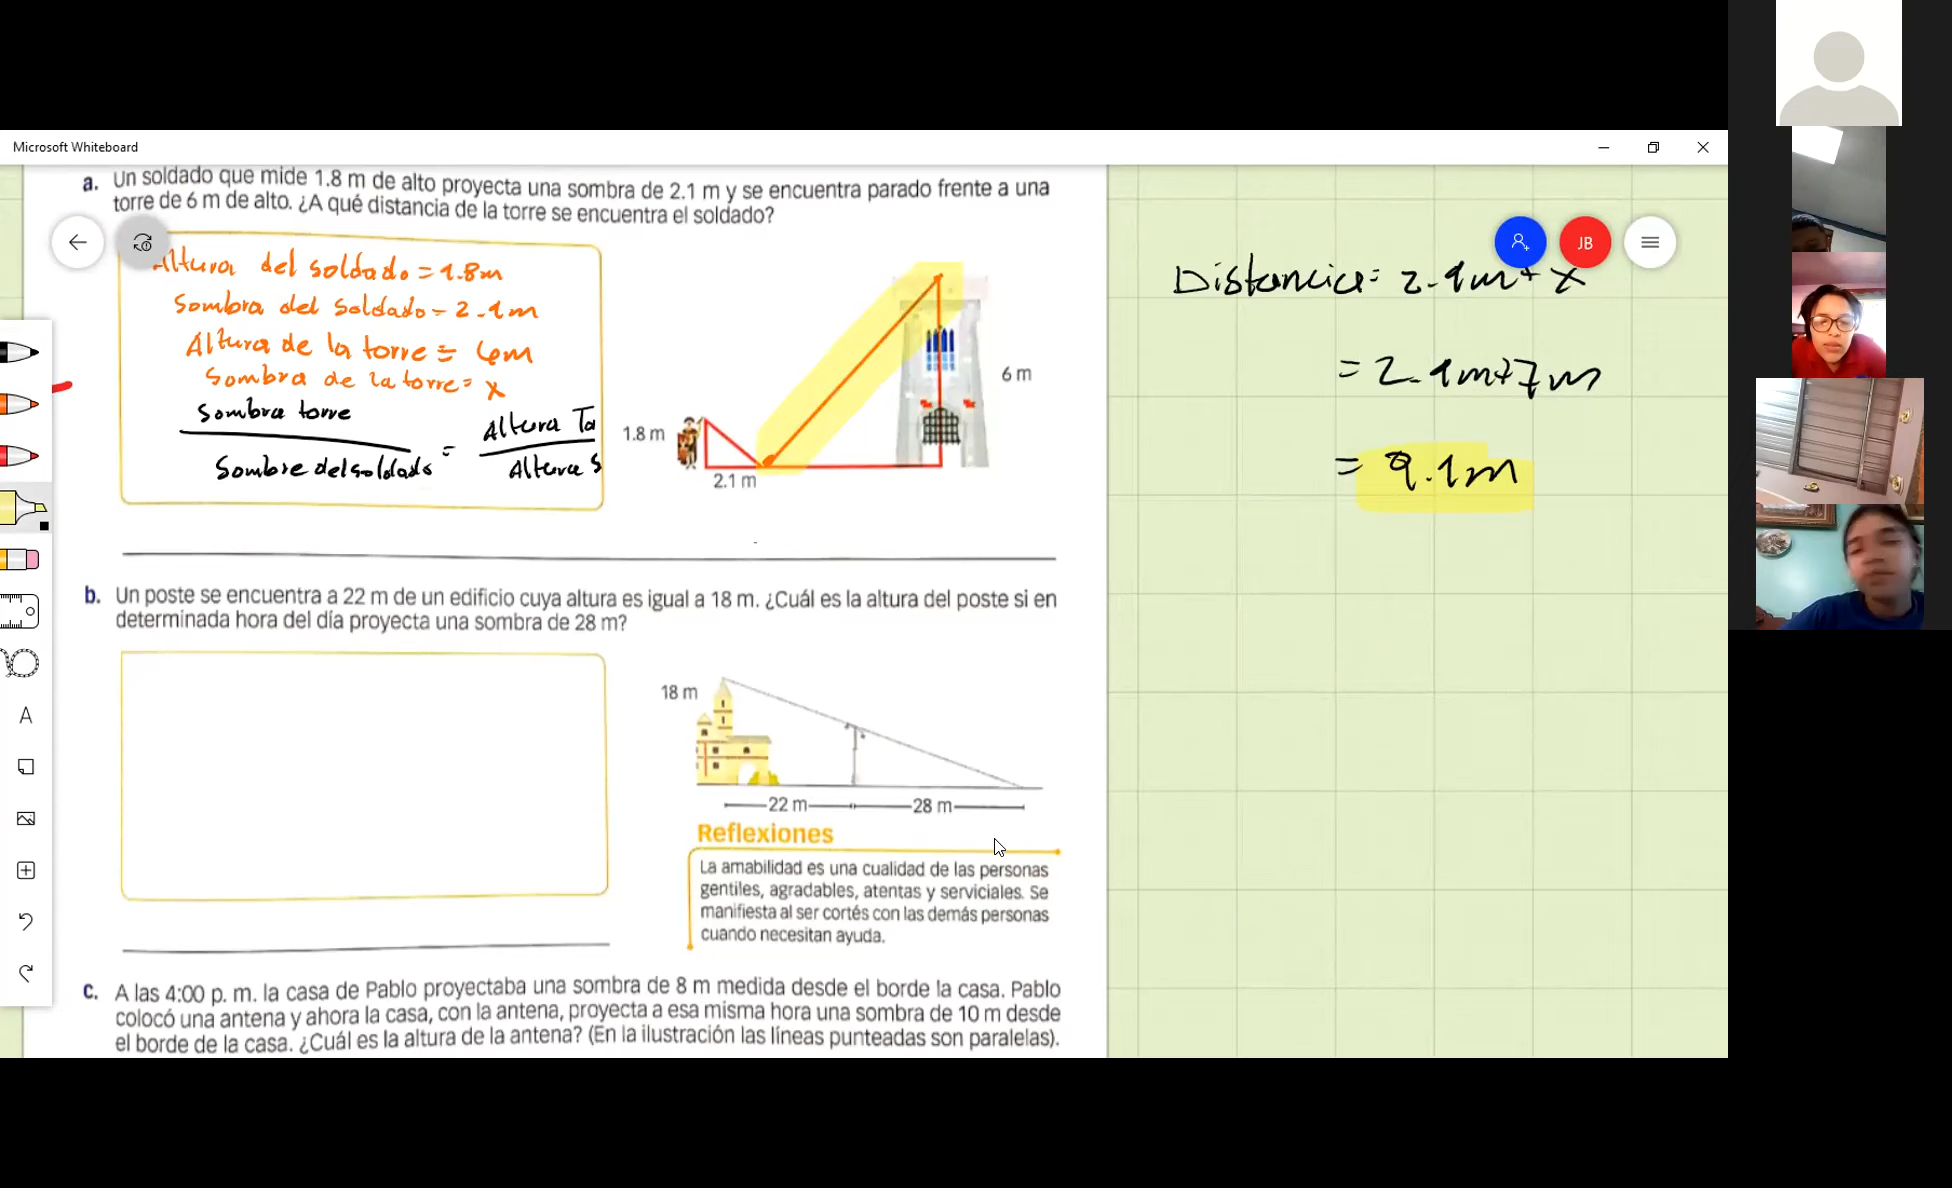 Microsoft Whiteboard
a. Un soldado que mide 1.8 m de alto proyecta una sombra de 2.1 m y se encuentra parado frente a una
torre de 6 m de alto. ¿A qué distancia de la torre se encuentra el soldado?
Altura del soldado = 1.8m
Sombra del soldado = 2.1m
Altura de la torre = 6m
Sombra de la torre = x
Sombra torre
Sombre del soldado
=
Altura To
Altura S
1.8 m
2.1 m
6 m
JB
Distancia = 2.1m + x
= 2.1m+7m
= 9.1m
b. Un poste se encuentra a 22 m de un edificio cuya altura es igual a 18 m. ¿Cuál es la altura del poste si en
determinada hora del día proyecta una sombra de 28 m?
18 m
22 m
28 m
Reflexiones
La amabilidad es una cualidad de las personas
gentiles, agradables, atentas y serviciales. Se
manifiesta al ser cortés con las demás personas
cuando necesitan ayuda.
c. A las 4:00 p. m. la casa de Pablo proyectaba una sombra de 8 m medida desde el borde la casa. Pablo
colocó una antena y ahora la casa, con la antena, proyecta a esa misma hora una sombra de 10 m desde
el borde de la casa. ¿Cuál es la altura de la antena? (En la ilustración las líneas punteadas son paralelas).
A